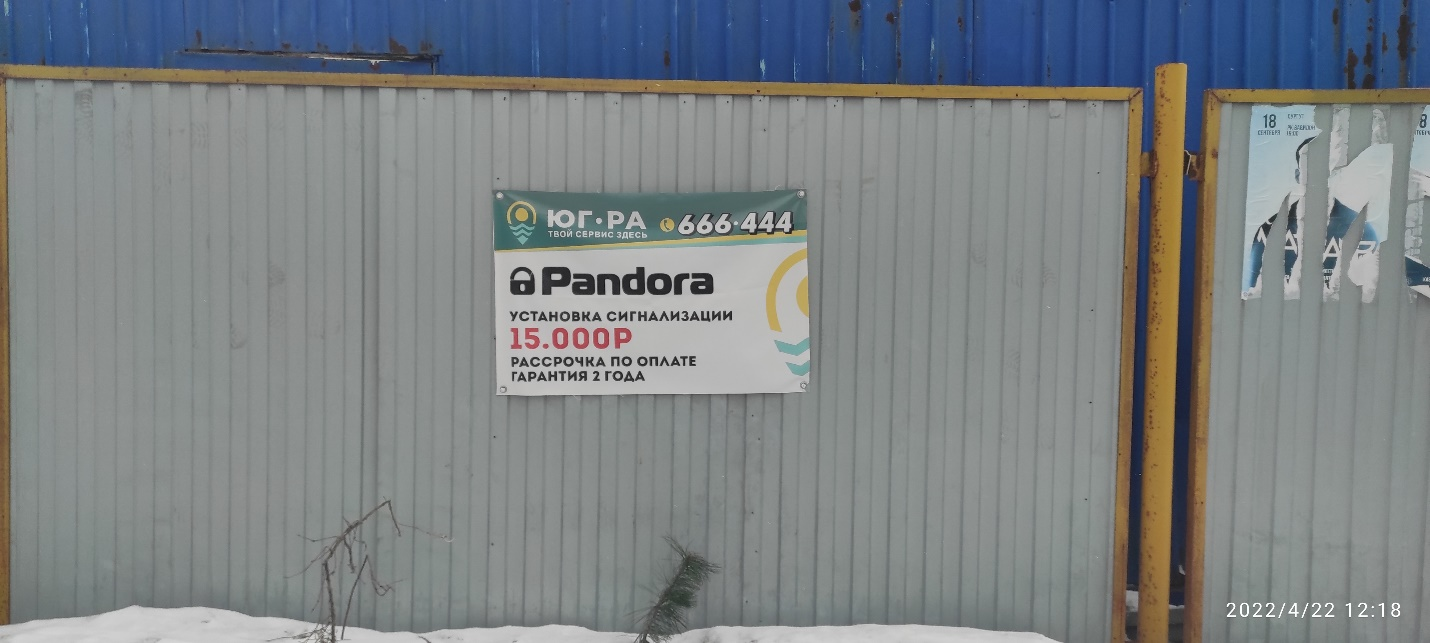 ЮГ•РА
ТВОЙ СЕРВИС ЗДЕСЬ
666-444
Pandora
УСТАНОВКА СИГНАЛИЗАЦИИ
15.000Р
РАССРОЧКА ПО ОПЛАТЕ
ГАРАНТИЯ 2 ГОДА
18
СЕНТЯБРЯ
2022/4/22 12:18